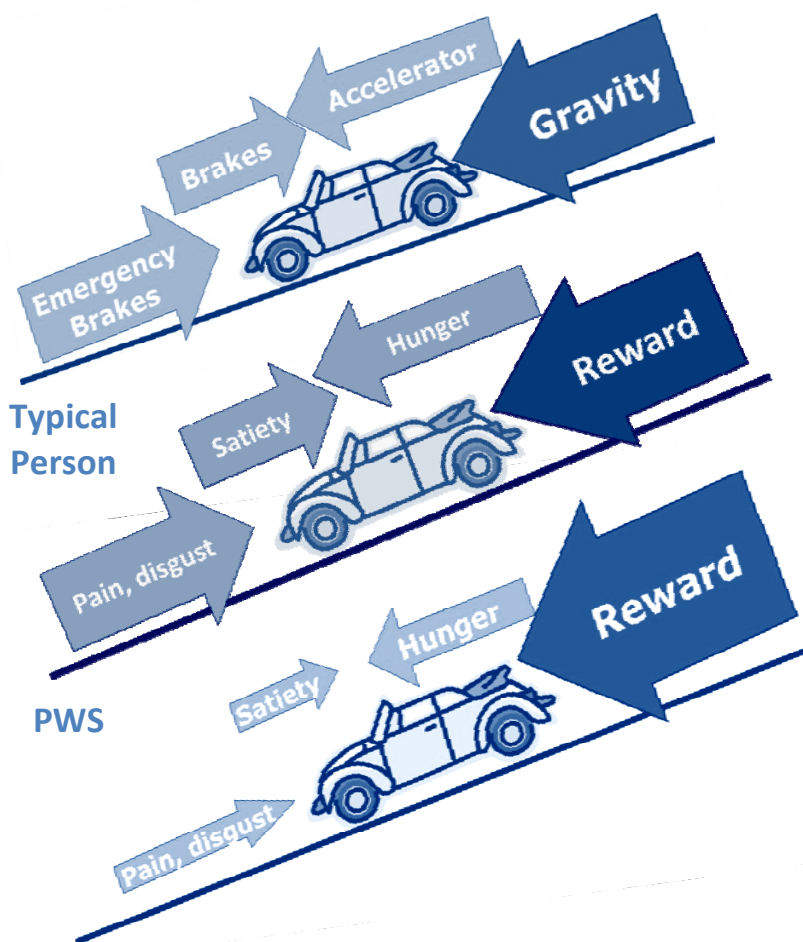 Accelerator
Gravity
Brakes
Emergency
Brakes
Hunger
Reward
Typical
Person
Satiety
Pain, disgust
Reward
Hunger
Satiety
PWS
Pain, disgust